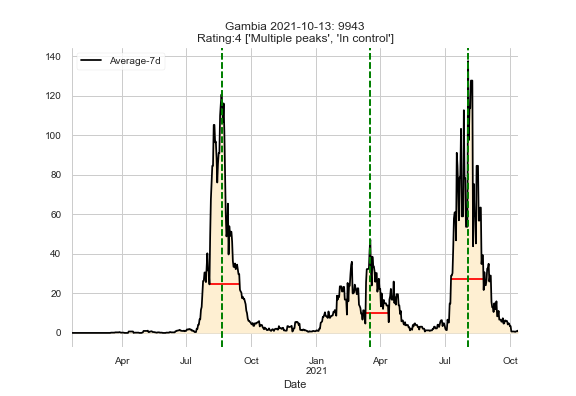 Gambia 2021-10-13: 9943
Rating:4 ['Multiple peaks', 'In control']
Average-7d
140
120
100
80
60
40
20
0
Apr Jul Oct Jan Apr Jul Oct
2021
Date